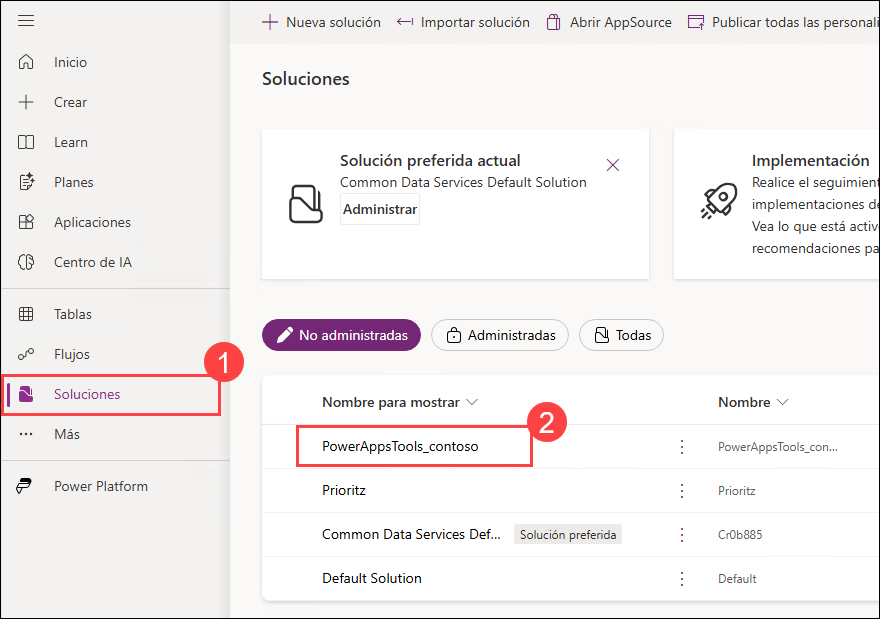 Nueva solución
Importar solución
Abrir AppSource
Publicar todas las personali
Inicio
Crear
Learn
Planes
Aplicaciones
Centro de IA
Tablas
Flujos
1
Soluciones
Más
Power Platform
Soluciones
Solución preferida actual
Common Data Services Default Solution
Administrar
Implementación
Realice el seguimient
implementaciones de
Vea lo que está activ
recomendaciones pa
No administradas
Administradas
Todas
Nombre para mostrar
Nombre
2
PowerAppsTools_contoso
PowerAppsTools_con...
Prioritz
Prioritz
Common Data Services Def... Solución preferida
Cr0b885
Default Solution
Default